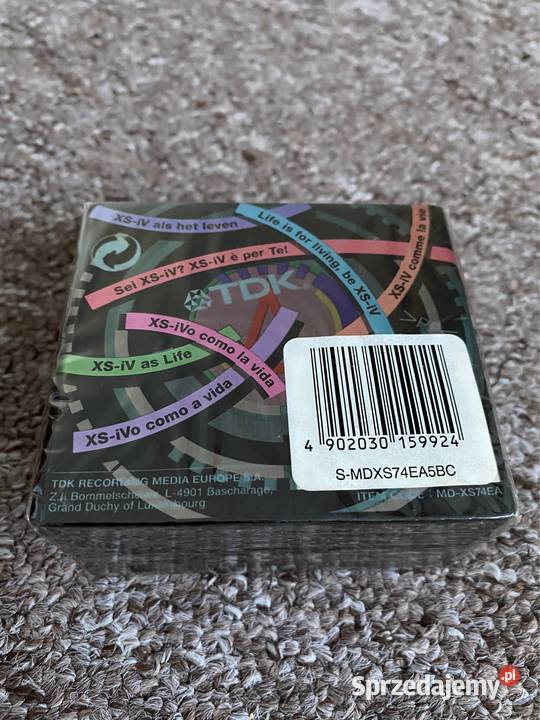 XS-iV als het leven
Life is for living, be XS-iV
XS-iV comme la vie
Sei XS-iV? XS-iV è per Te!
TDK
XS-iVo como la vida
XS-iV as Life
XS-iVo como a vida
4 902030 159924
S-MDXS74EA5BC
TDK RECORDING MEDIA EUROPE S.A.
Z.I. L-4901 Bascharage,
Grand Duchy of Luxembourg
ITEM CODE : MD-XS74EA
Sprzedajemy.pl